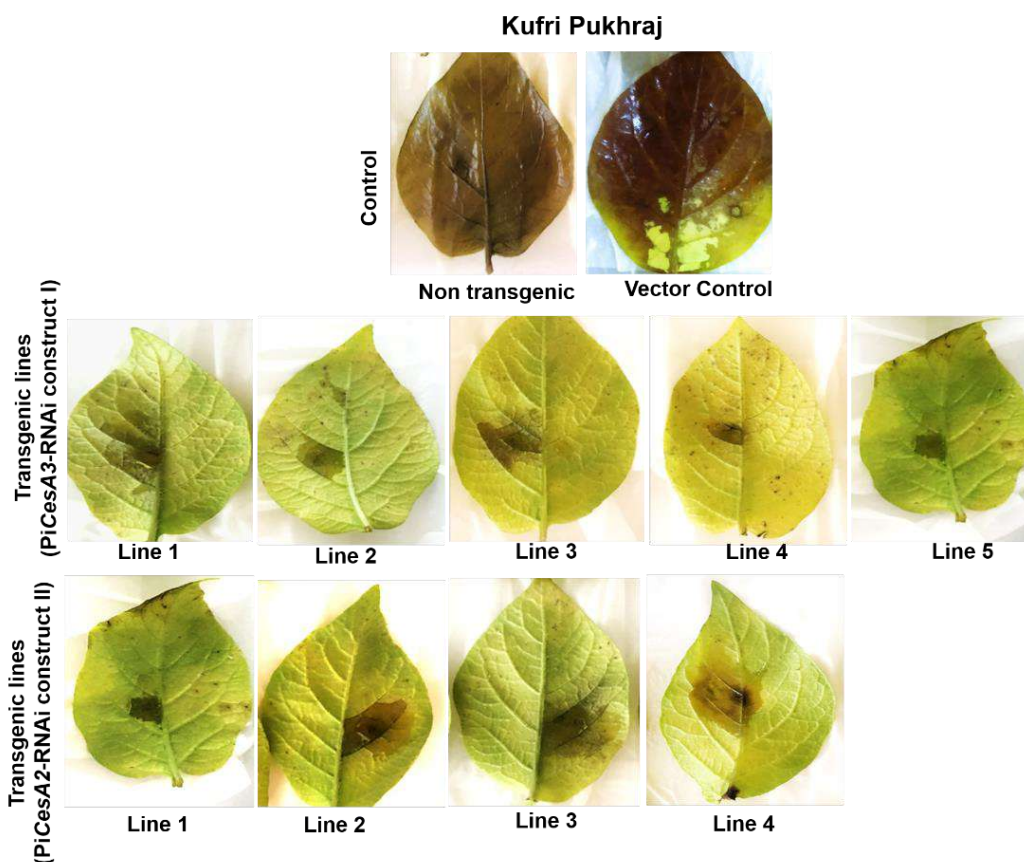 Kufri Pukhraj
Control
Non transgenic
Vector Control
Transgenic lines
(PiCesA3-RNAi construct I)
Line 1
Line 2
Line 3
Line 4
Line 5
Transgenic lines
(PiCesA2-RNAi construct II)
Line 1
Line 2
Line 3
Line 4